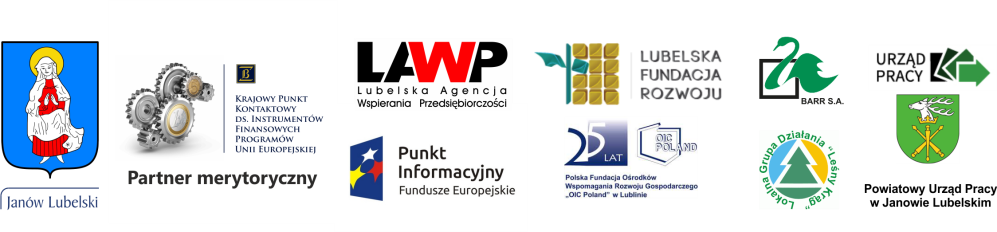 Janów Lubelski
B
KRAJOWY PUNKT
KONTAKTOWY
DS. INSTRUMENTÓW
FINANSOWYCH
PROGRAMÓW
UNII EUROPEJSKIEJ
Partner merytoryczny
LAWP
Lubelska Agencja
Wspierania Przedsiębiorczości
Punkt
Informacyjny
Fundusze Europejskie
LUBELSKA
FUNDACJA
ROZWOJU
25 LAT
OIC
POLAND
Polska Fundacja Ośrodków
Wspomagania Rozwoju Gospodarczego
„OIC Poland” w Lublinie
BARR S.A.
Lokalna Grupa Działania "Leśny Krąg"
URZĄD
PRACY
Powiatowy Urząd Pracy
w Janowie Lubelskim